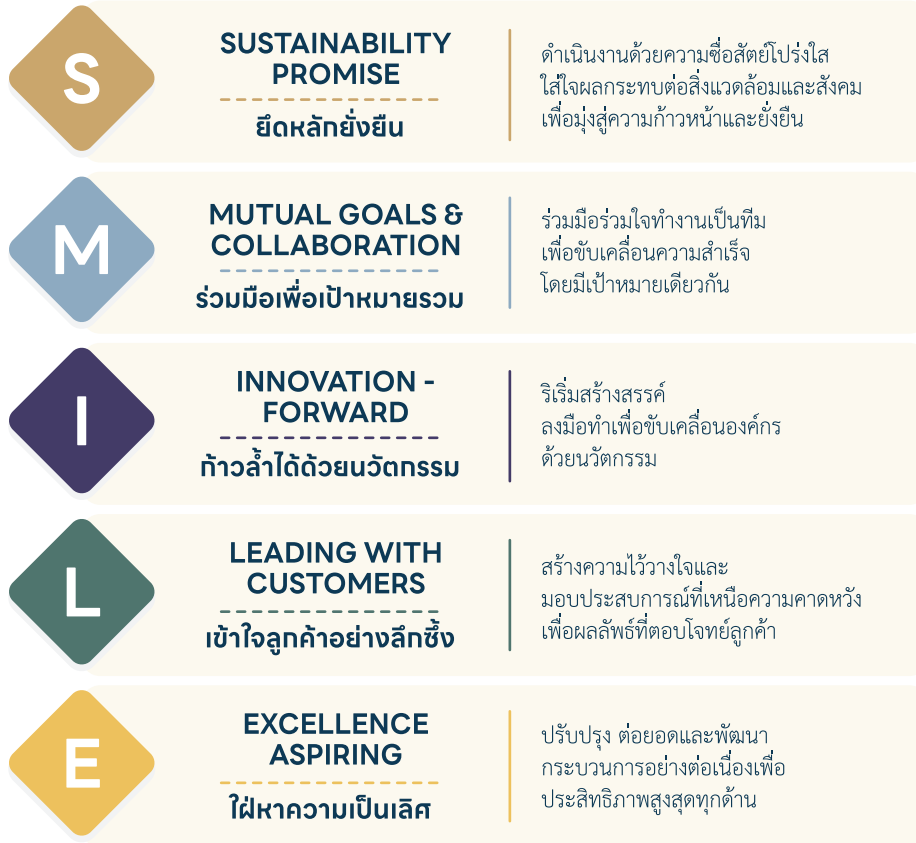 S
SUSTAINABILITY
PROMISE
ยึดหลักยั่งยืน
ดำเนินงานด้วยความซื่อสัตย์โปร่งใส
ใส่ใจผลกระทบต่อสิ่งแวดล้อมและสังคม
เพื่อมุ่งสู่ความก้าวหน้าและยั่งยืน
M
MUTUAL GOALS &
COLLABORATION
ร่วมมือเพื่อเป้าหมายรวม
ร่วมมือร่วมใจทำงานเป็นทีม
เพื่อขับเคลื่อนความสำเร็จ
โดยมีเป้าหมายเดียวกัน
I
INNOVATION -
FORWARD
ก้าวล้ำได้ด้วยนวัตกรรม
ริเริ่มสร้างสรรค์
ลงมือทำเพื่อขับเคลื่อนองค์กร
ด้วยนวัตกรรม
L
LEADING WITH
CUSTOMERS
เข้าใจลูกค้าอย่างลึกซึ้ง
สร้างความไว้วางใจและ
มอบประสบการณ์ที่เหนือความคาดหวัง
เพื่อผลลัพธ์ที่ตอบโจทย์ลูกค้า
E
EXCELLENCE
ASPIRING
ใฝ่หาความเป็นเลิศ
ปรับปรุง ต่อยอดและพัฒนา
กระบวนการอย่างต่อเนื่องเพื่อ
ประสิทธิภาพสูงสุดทุกด้าน